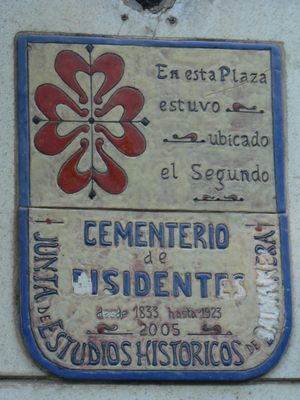 En esta Plaza
estuvo
ubicado
el Segundo
CEMENTERIO
de
DISIDENTES
desde 1833 hasta 1923
2005
JUNTA DE ESTUDIOS HISTORICOS DE BALVANERA